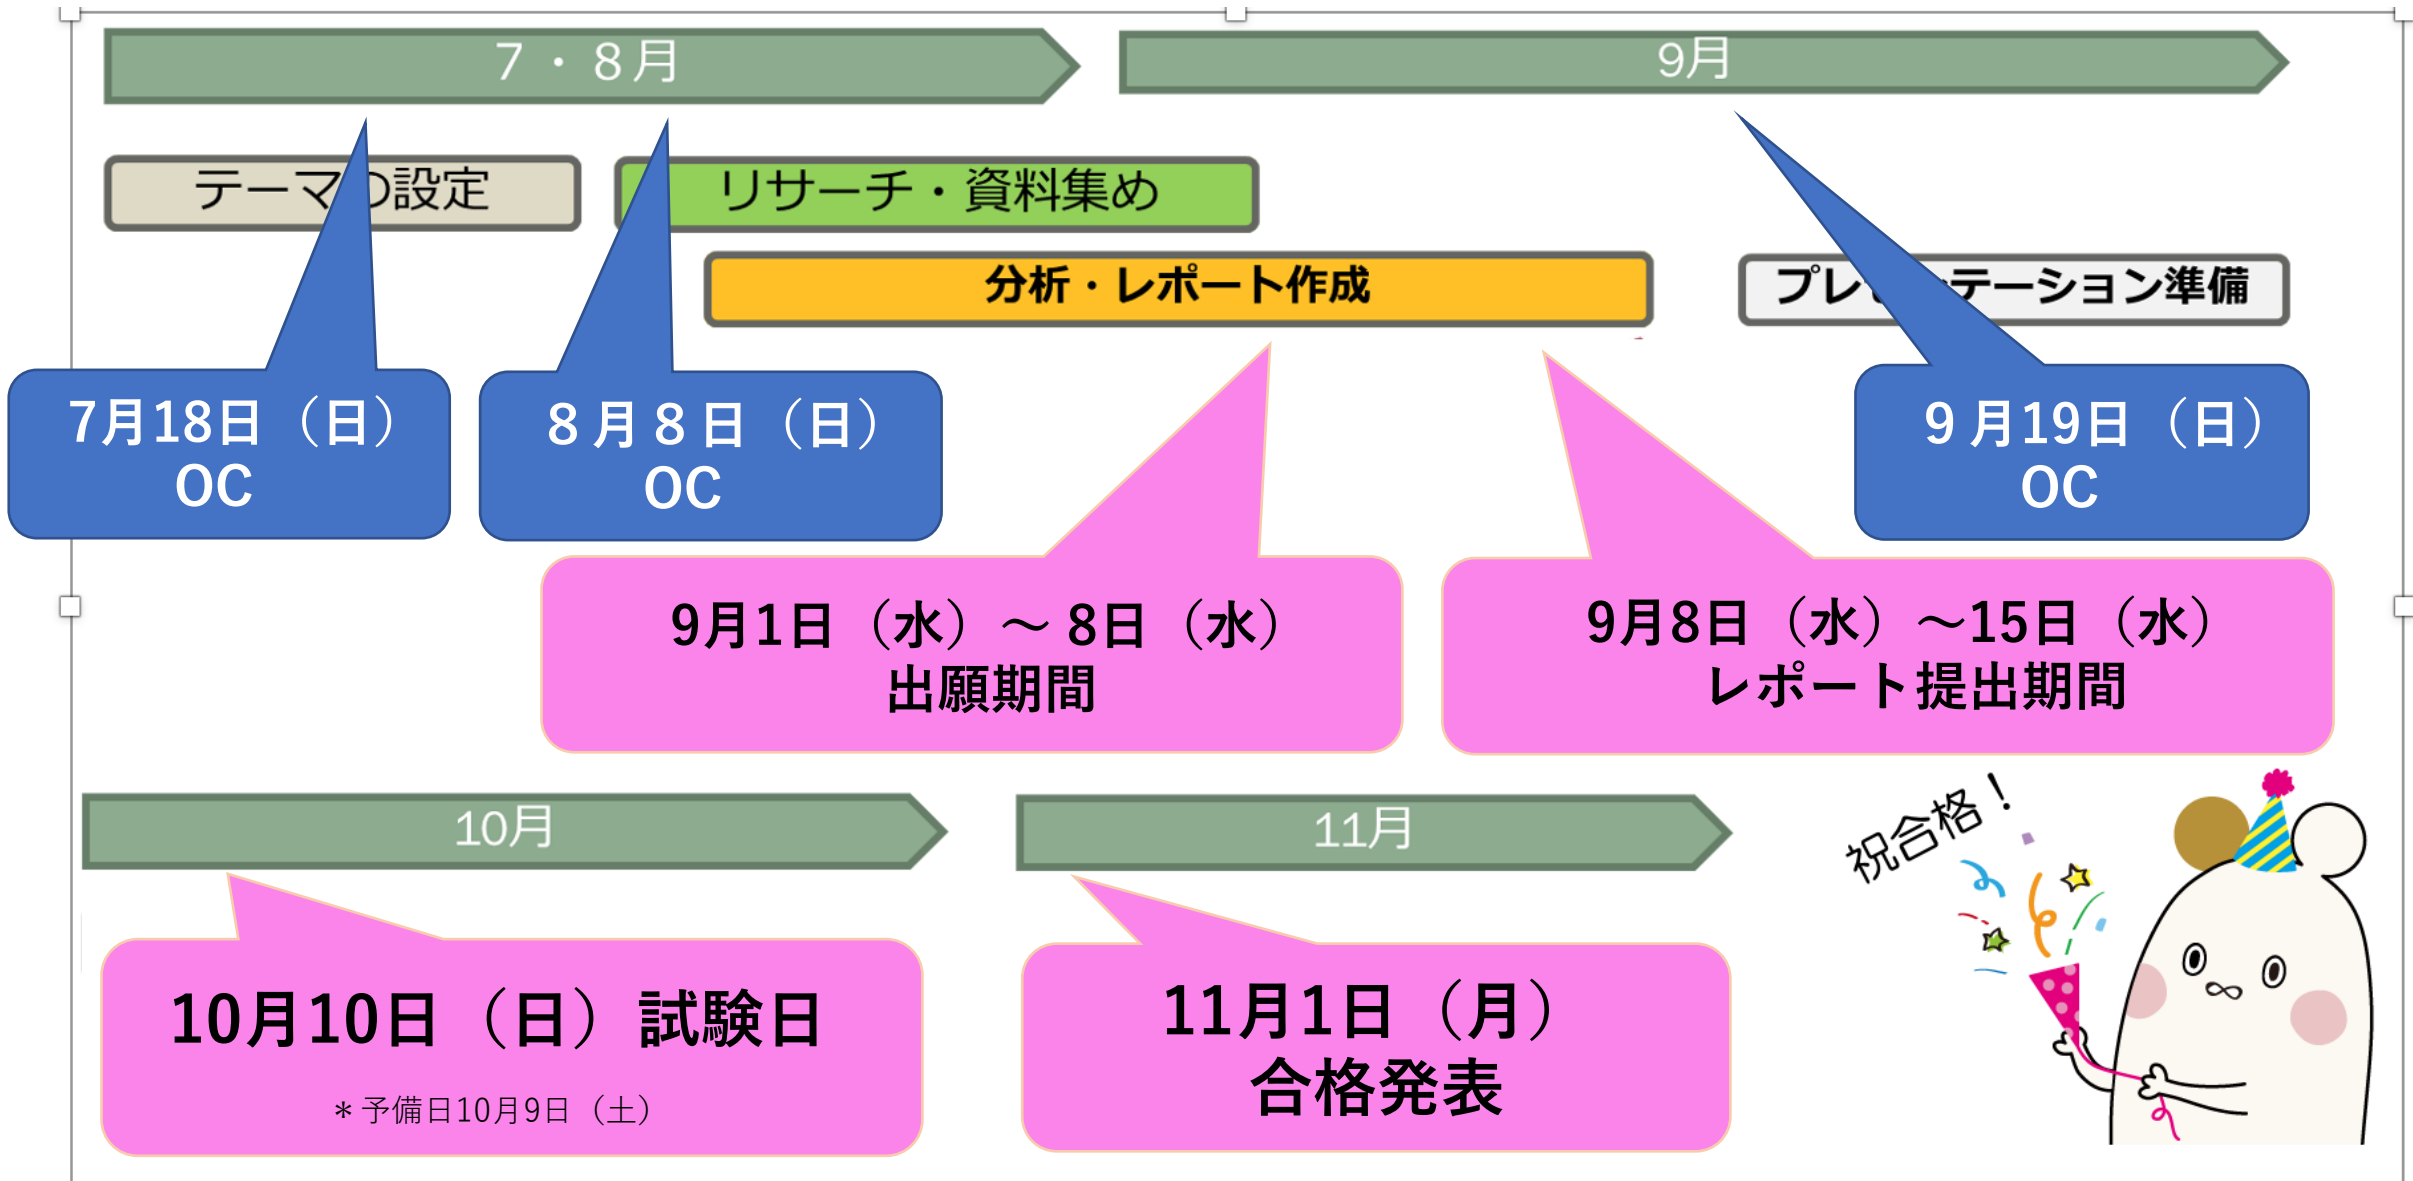 ７・８月
9月
テーマの設定
リサーチ・資料集め
分析・レポート作成
プレ テーション準備
7月18日（日）
OC
８月８日（日）
OC
９月19日（日）
OC
9月1日（水）～ 8日（水）
出願期間
9月8日（水）～15日（水）
レポート提出期間
10月
11月
祝合格！
10月10日（日）試験日
＊予備日10月9日（土）
11月1日（月）
合格発表